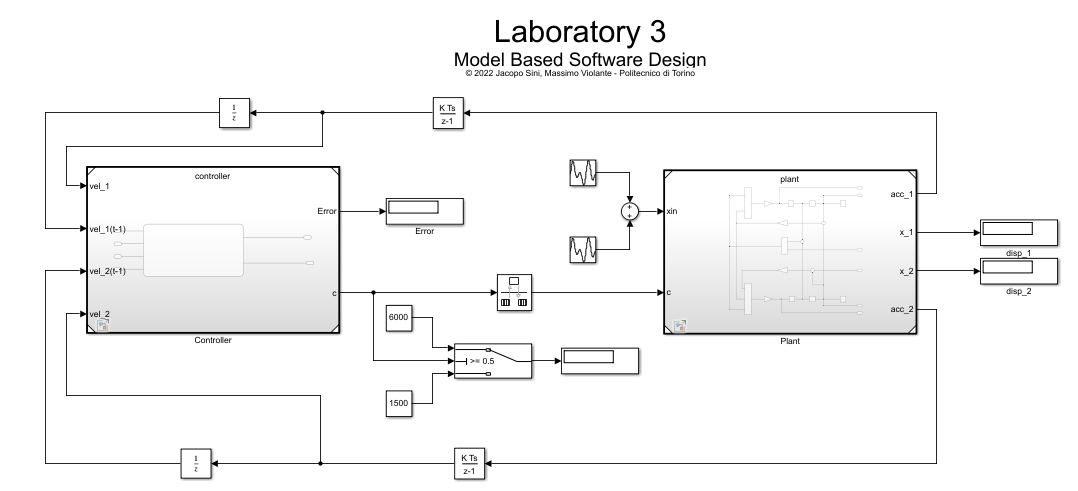 Laboratory 3
Model Based Software Design
© 2022 Jacopo Sini, Massimo Violante - Politecnico di Torino
1
z
K Ts
z-1
controller
vel_1
vel_1(t-1)
vel_2(t-1)
vel_2
Error
c
Controller
Error
6000
>= 0.5
1500
+
+
plant
xin
c
acc_1
x_1
x_2
acc_2
Plant
disp_1
disp_2
1
z
K Ts
z-1